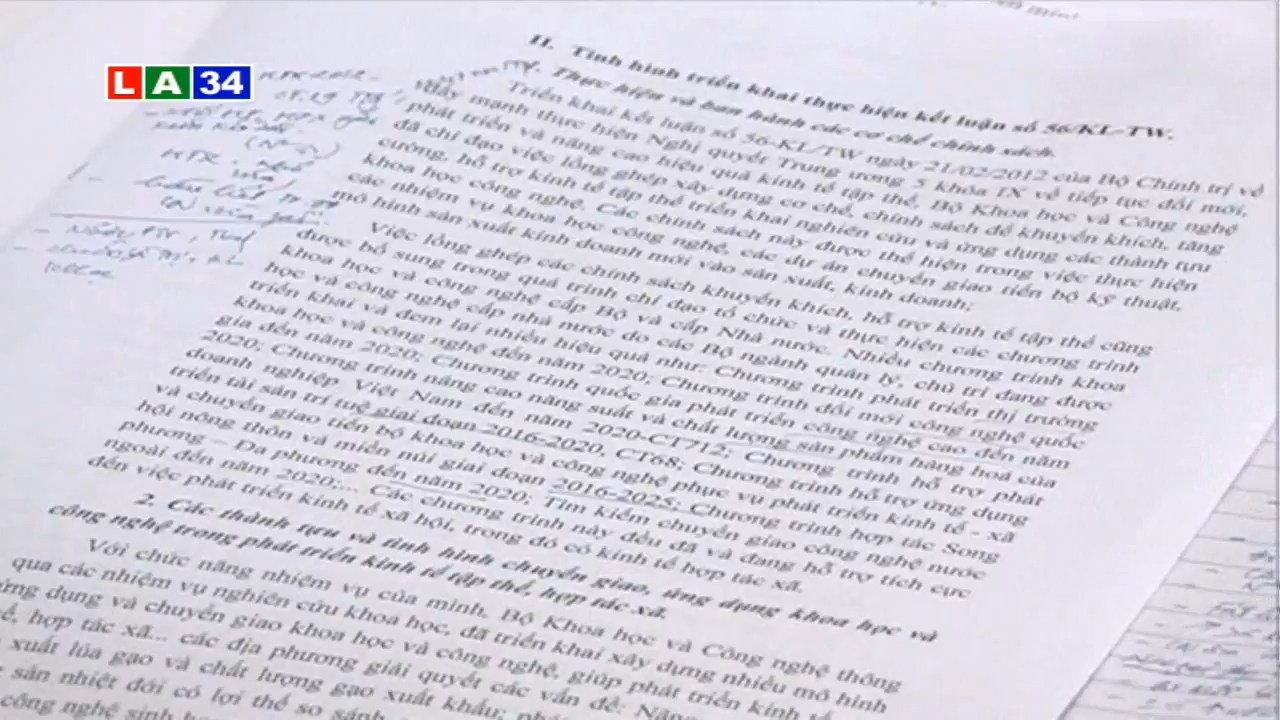 LA34
II. Tình hình triển khai thực hiện kết luận số 56/KL-TW.
1. Thực hiện và ban hành các cơ chế chính sách.
Triển khai kết luận số 56-KL/TW ngày 21/02/2012 của Bộ Chính trị về
đẩy mạnh thực hiện Nghị quyết Trung ương 5 khóa IX về tiếp tục đổi mới,
phát triển và nâng cao hiệu quả kinh tế tập thể, Bộ Khoa học và Công nghệ
đã chỉ đạo việc lồng ghép xây dựng cơ chế, chính sách để khuyến khích, tăng
cường, hỗ trợ kinh tế tập thể triển khai nghiên cứu và ứng dụng các thành tựu
khoa học công nghệ. Các chính sách này được thể hiện trong việc thực hiện
các nhiệm vụ khoa học công nghệ, các dự án chuyển giao tiến bộ kỹ thuật,
mô hình sản xuất kinh doanh mới vào sản xuất, kinh doanh;
Việc lồng ghép các chính sách khuyến khích, hỗ trợ kinh tế tập thể cũng
được bổ sung trong quá trình chỉ đạo tổ chức và thực hiện các chương trình
khoa học và công nghệ cấp Bộ và cấp Nhà nước. Nhiều chương trình khoa
học và công nghệ cấp nhà nước do các Bộ ngành quản lý, chủ trì đang được
triển khai và đem lại nhiều hiệu quả như: Chương trình phát triển thị trường
khoa học và công nghệ đến năm 2020; Chương trình đổi mới công nghệ quốc
gia đến năm 2020; Chương trình quốc gia phát triển công nghệ cao đến năm
2020; Chương trình nâng cao năng suất và chất lượng sản phẩm hàng hoá của
doanh nghiệp Việt Nam đến năm 2020-CT712; Chương trình hỗ trợ phát
triển tài sản trí tuệ giai đoạn 2016-2020, CT68; Chương trình hỗ trợ ứng dụng
và chuyển giao tiến bộ khoa học và công nghệ phục vụ phát triển kinh tế - xã
hội nông thôn và miền núi giai đoạn 2016-2025; Chương trình hợp tác Song
phương – Đa phương đến năm 2020; Tìm kiếm chuyển giao công nghệ nước
ngoài đến năm 2020;... Các chương trình này đều đã và đang hỗ trợ tích cực
đến việc phát triển kinh tế xã hội, trong đó có kinh tế hợp tác xã.
2. Các thành tựu và tình hình chuyển giao, ứng dụng khoa học và
công nghệ trong phát triển kinh tế tập thể, hợp tác xã.
Với chức năng nhiệm vụ của mình, Bộ Khoa học và Công nghệ thông
qua các nhiệm vụ nghiên cứu khoa học, đã triển khai xây dựng nhiều mô hình
ứng dụng và chuyển giao khoa học và công nghệ, giúp phát triển kinh tế
hợp tác xã... các địa phương giải quyết các vấn đề: Nâng
xuất lúa gạo và chất lượng gạo xuất khẩu;
sản nhiệt đới có lợi thế so sánh
công nghệ sinh